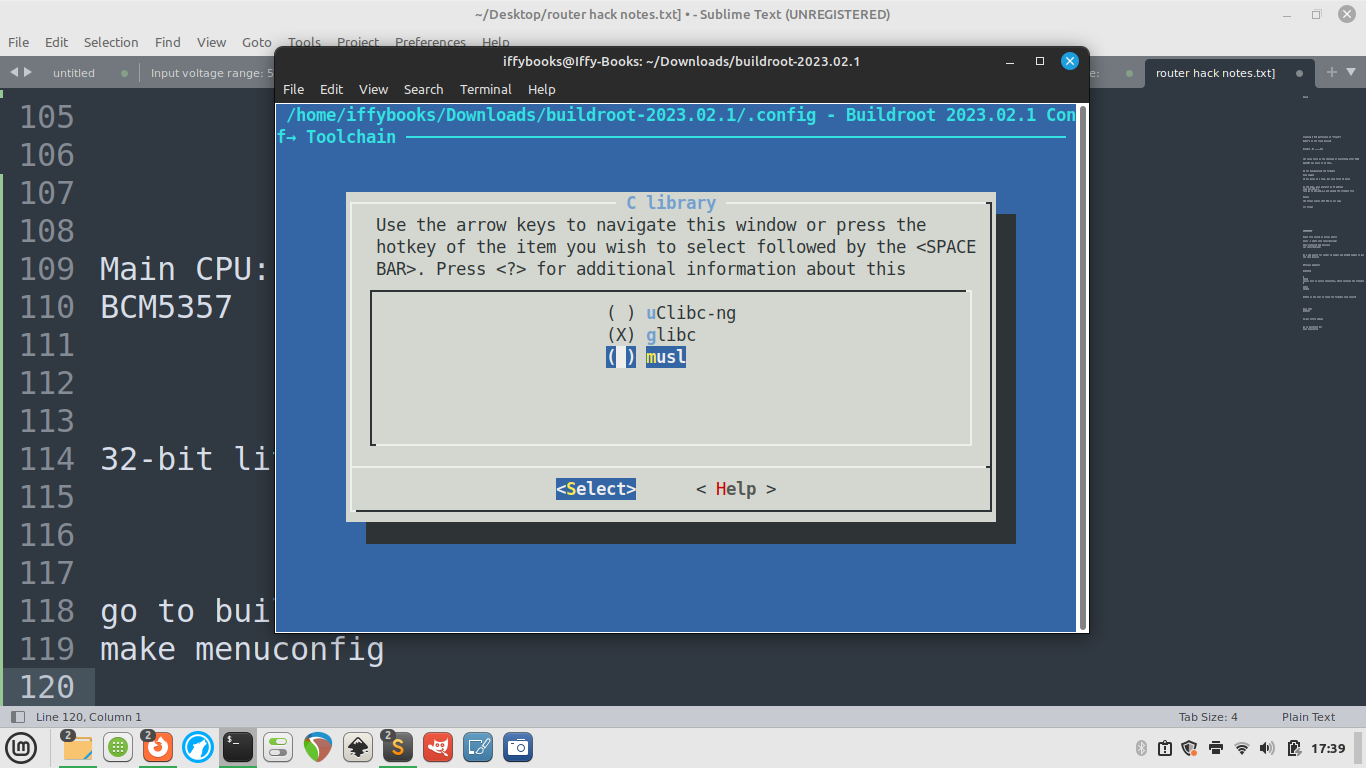 ~/Desktop/router hack notes.txt] • - Sublime Text (UNREGISTERED)
File Edit Selection Find View Goto Tools Project Preferences Help
untitled
Input voltage range: 5
e:
router hack notes.txt]
iffybooks@Iffy-Books: ~/Downloads/buildroot-2023.02.1
File Edit View Search Terminal Help
/home/iffybooks/Downloads/buildroot-2023.02.1/.config - Buildroot 2023.02.1 Con
f→ Toolchain
C library
Use the arrow keys to navigate this window or press the
hotkey of the item you wish to select followed by the <SPACE
BAR>. Press <?> for additional information about this
( ) uClibc-ng
(X) glibc
( ) musl
<Select> < Help >
105
106
107
108
109 Main CPU:
110 BCM5357
111
112
113
114 32-bit li
115
116
117
118 go to bui
119 make menuconfig
120
Line 120, Column 1
Tab Size: 4
Plain Text
2
2
$_
2
S
17:39